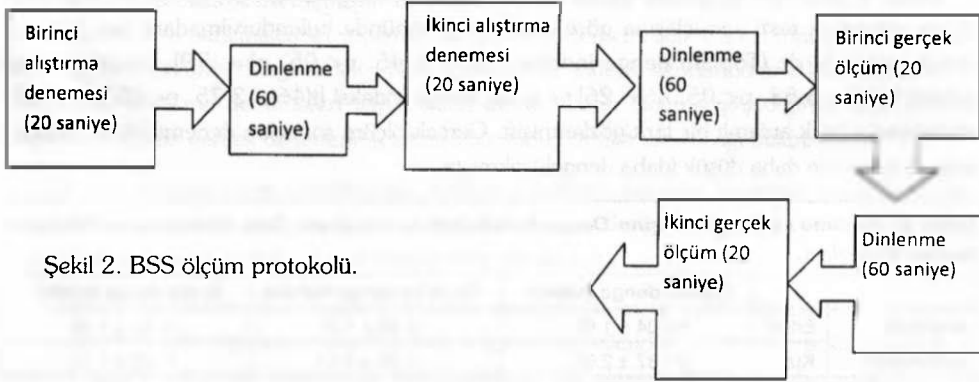 Birinci
alıştırma
denemesi
(20 saniye)
Dinlenme
(60
saniye)
İkinci alıştırma
denemesi
(20 saniye)
Dinlenme
(60
saniye)
Birinci gerçek
ölçüm (20
saniye)
Dinlenme
(60 saniye)
İkinci gerçek
ölçüm (20
saniye)
Şekil 2. BSS ölçüm protokolü.